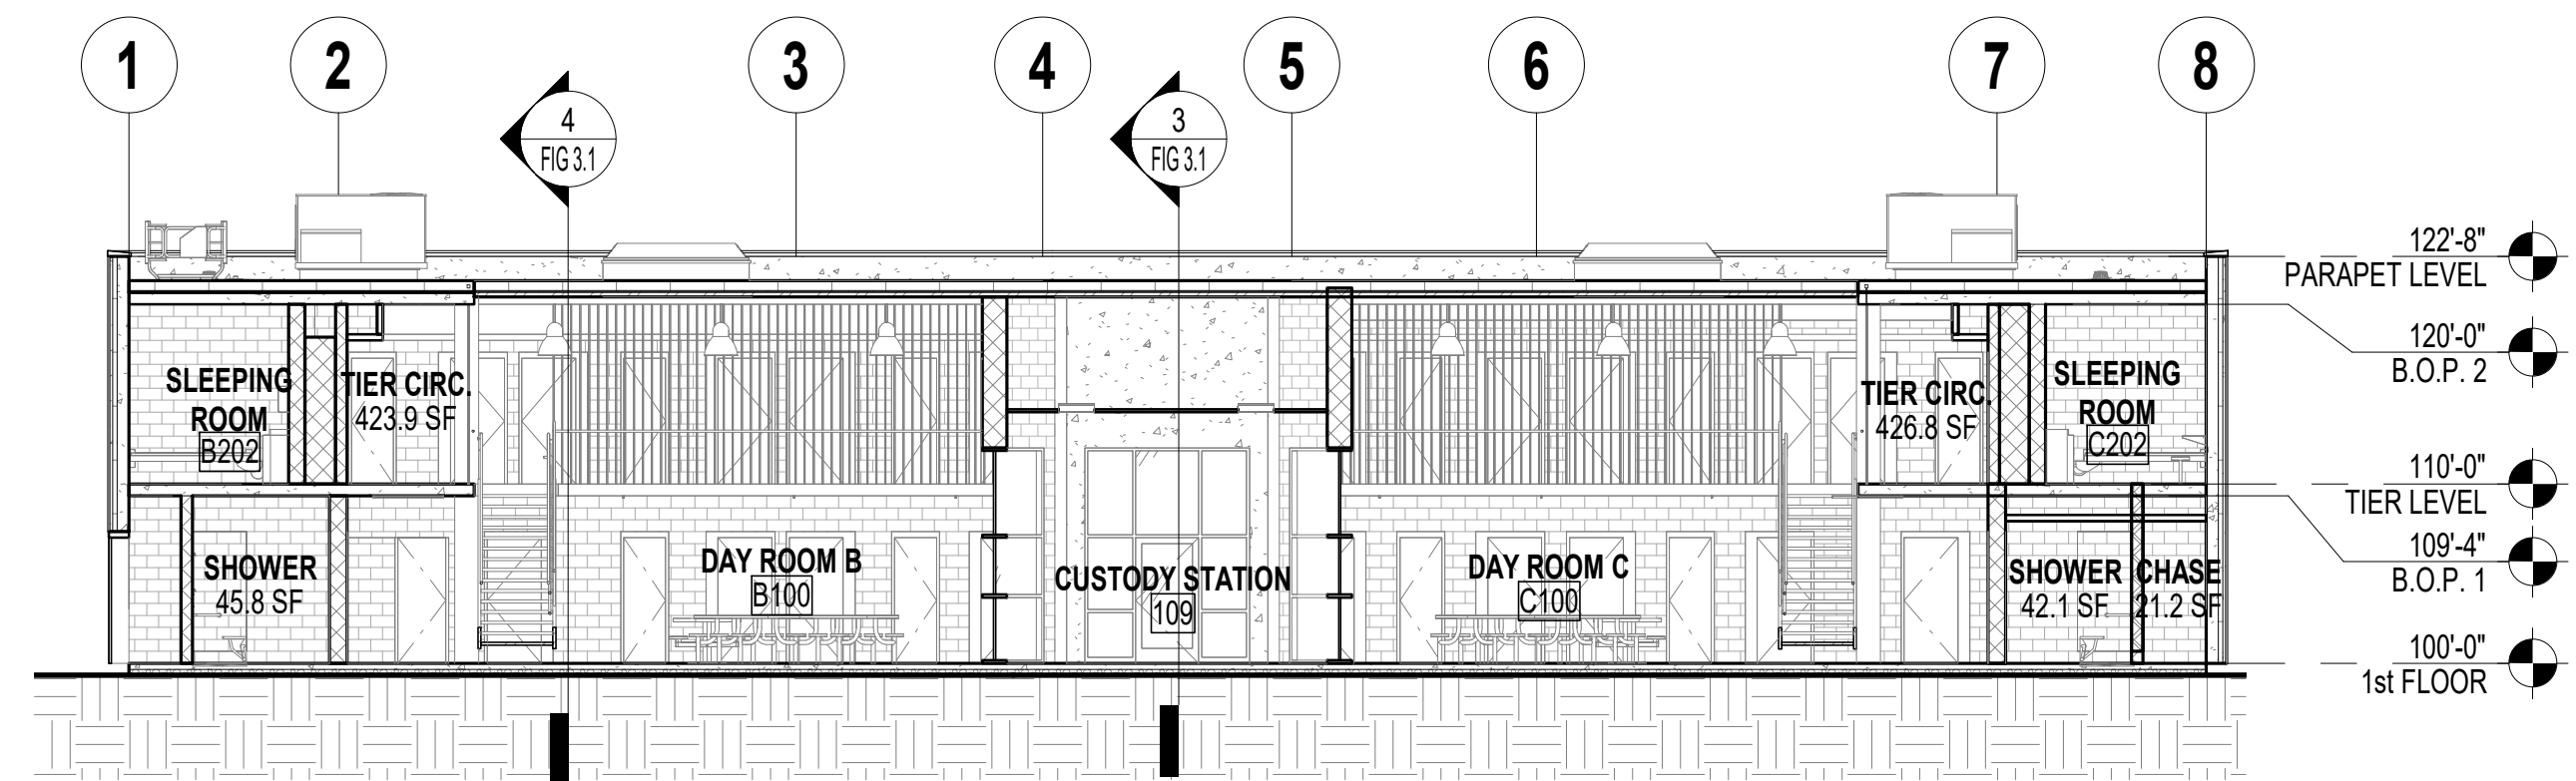 1
2
3
4
5
6
7
8
4
FIG 3.1
3
FIG 3.1
122'-8"
PARAPET LEVEL
120'-0"
B.O.P. 2
110'-0"
TIER LEVEL
109'-4"
B.O.P. 1
100'-0"
1st FLOOR
SLEEPING
ROOM
B202
TIER CIRC.
423.9 SF
TIER CIRC.
426.8 SF
SLEEPING
ROOM
C202
SHOWER
45.8 SF
DAY ROOM B
B100
CUSTODY STATION
109
DAY ROOM C
C100
SHOWER
42.1 SF
CHASE
21.2 SF